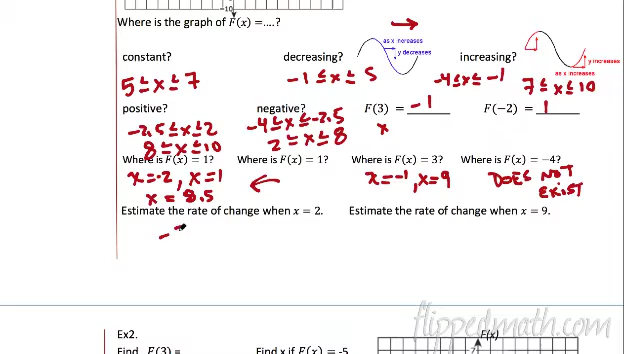 -10
Where is the graph of F(x) =....?
constant? decreasing? as x increases y decreases increasing? y increases as x increases
5 ≤ x ≤ 7 -1 ≤ x ≤ 5 -4 ≤ x ≤ -1 7 ≤ x ≤ 10
positive? negative? F(3) = -1 F(-2) = 1
-2.5 ≤ x ≤ 2 -4 ≤ x ≤ -2.5 x
8 ≤ x ≤ 10 2 ≤ x ≤ 8
Where is F(x) = 1? Where is F(x) = 1? Where is F(x) = 3? Where is F(x) = -4?
x = -2, x = 1 x = -1, x = 9 DOES NOT
x = 8.5 EXIST
Estimate the rate of change when x = 2. Estimate the rate of change when x = 9.
flippedmath.com
Ex2. F(x)
Find F(3) = Find x if F(x) = -5 7